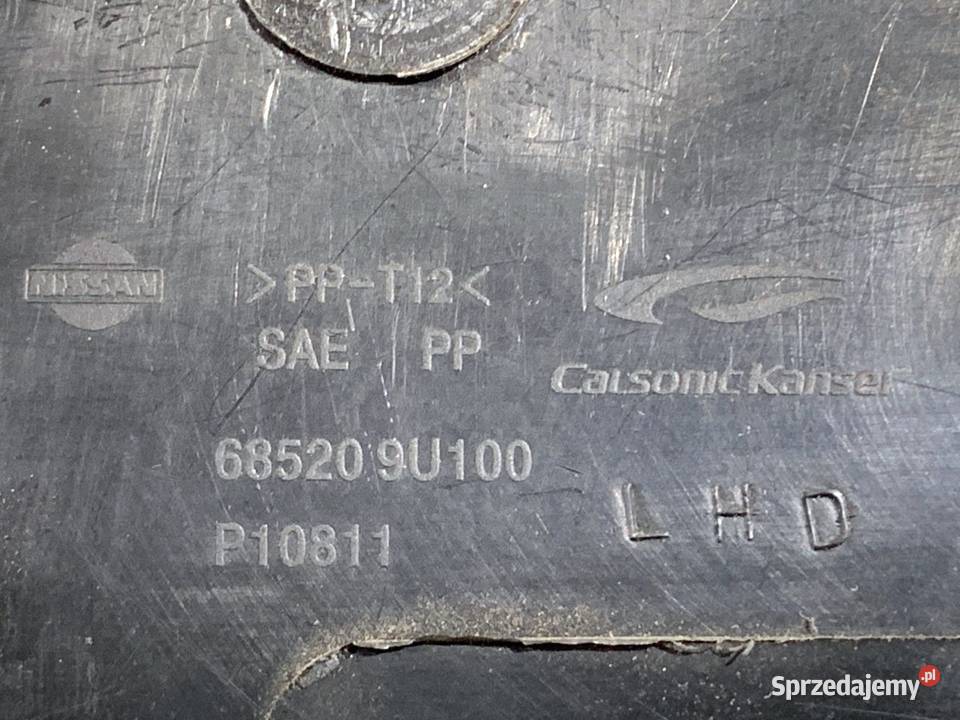 NISSAN
>PP-T12<
SAE PP
CalsonicKansei
68520 9U100
LHD
P10811
Sprzedajemy.pl